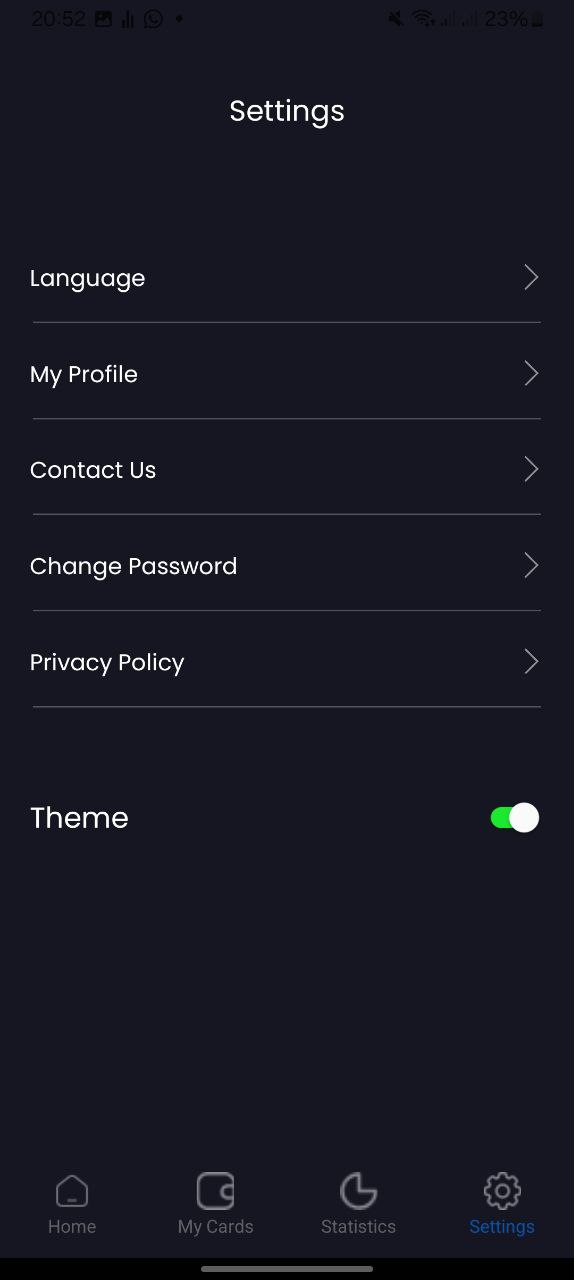 20:52 23%
Settings
Language
My Profile
Contact Us
Change Password
Privacy Policy
Theme
Home My Cards Statistics Settings